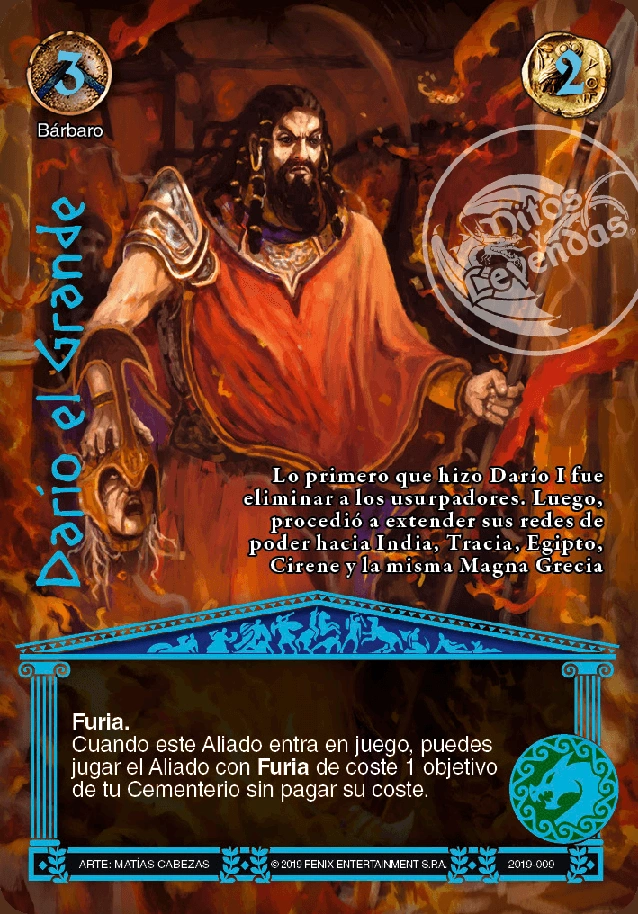 3
2
Bárbaro
Mitos
y
Leyendas
Darío el Grande
Lo primero que hizo Darío I fue
eliminar a los usurpadores. Luego,
procedió a extender sus redes de
poder hacia India, Tracia, Egipto,
Cirene y la misma Magna Grecia
Furia.
Cuando este Aliado entra en juego, puedes
jugar el Aliado con Furia de coste 1 objetivo
de tu Cementerio sin pagar su coste.
ARTE: MATÍAS CABEZAS
© 2019 FENIX ENTERTAINMENT S.P.A.
2019-009